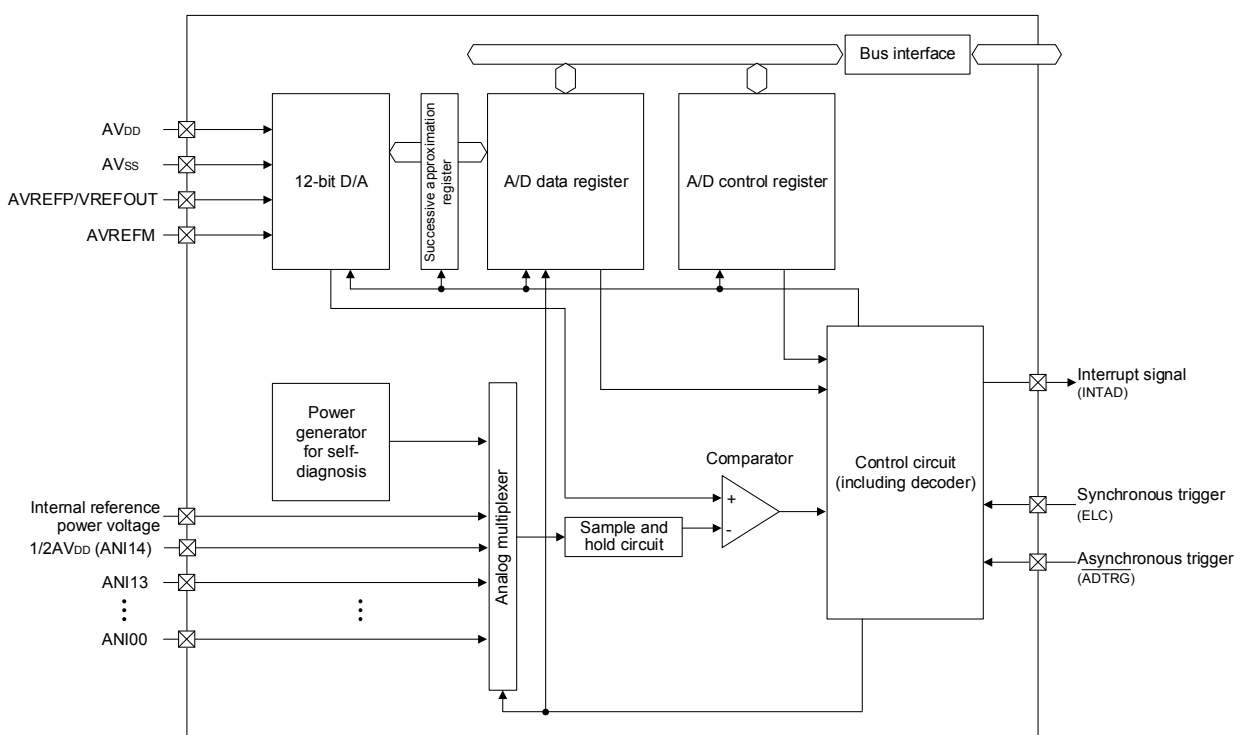 Bus interface
AVDD
AVSS
AVREFP/VREFOUT
AVREFM
12-bit D/A
Successive approximation
register
A/D data register
A/D control register
Power
generator
for self-
diagnosis
Internal reference
power voltage
1/2AVDD (ANI14)
ANI13
ANI00
Analog multiplexer
Sample and
hold circuit
Comparator
+
-
Control circuit
(including decoder)
Interrupt signal
(INTAD)
Synchronous trigger
(ELC)
Asynchronous trigger
(ADTRG)